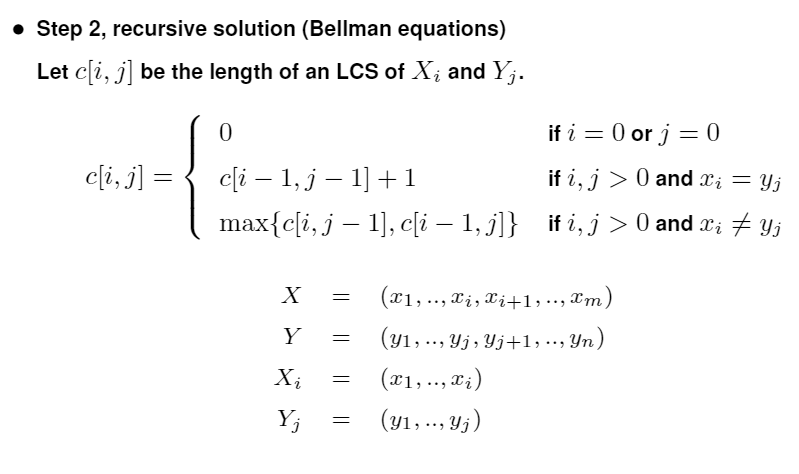 • Step 2, recursive solution (Bellman equations)
Let c[i, j] be the length of an LCS of X_i and Y_j.
0 if i = 0 or j = 0
c[i, j] = { c[i − 1, j − 1] + 1 if i, j > 0 and x_i = y_j
max{c[i, j − 1], c[i − 1, j]} if i, j > 0 and x_i ≠ y_j
X = (x_1, .., x_i, x_{i+1}, .., x_m)
Y = (y_1, .., y_j, y_{j+1}, .., y_n)
X_i = (x_1, .., x_i)
Y_j = (y_1, .., y_j)